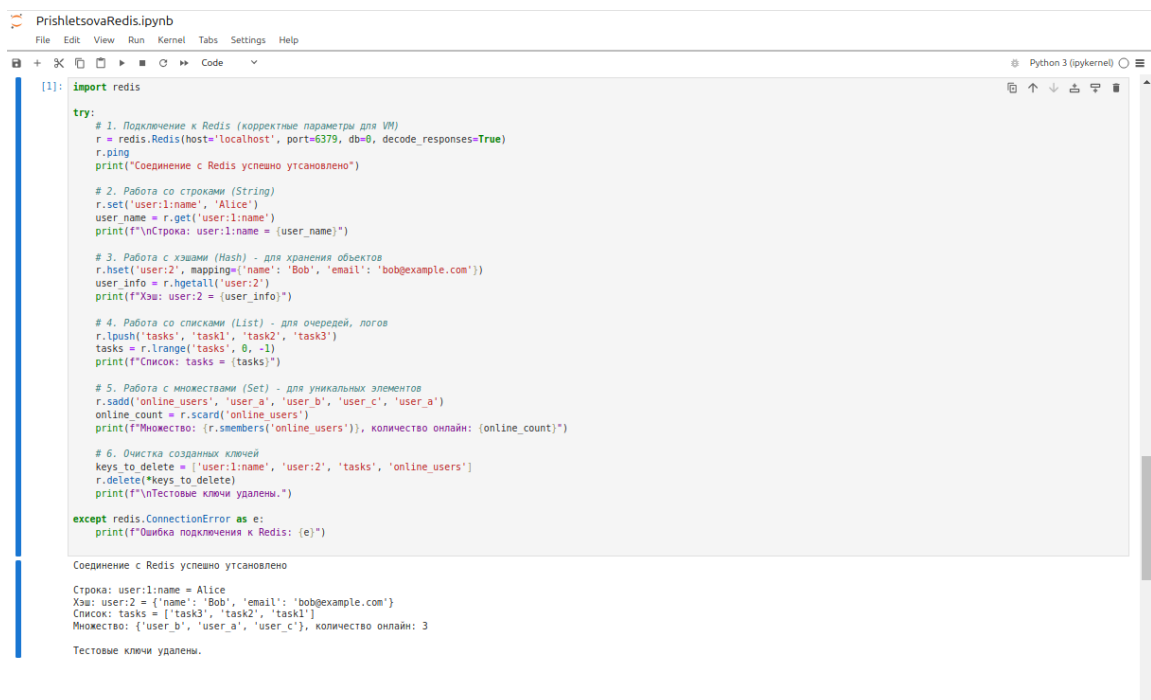 PrishletsovaRedis.ipynb
File Edit View Run Kernel Tabs Settings Help
Code Python 3 (ipykernel)
[1]: import redis
try:
# 1. Подключение к Redis (корректные параметры для VM)
r = redis.Redis(host='localhost', port=6379, db=0, decode_responses=True)
r.ping
print("Соединение с Redis успешно утсановлено")
# 2. Работа со строками (String)
r.set('user:1:name', 'Alice')
user_name = r.get('user:1:name')
print(f"\nСтрока: user:1:name = {user_name}")
# 3. Работа с хэшами (Hash) - для хранения объектов
r.hset('user:2', mapping={'name': 'Bob', 'email': 'bob@example.com'})
user_info = r.hgetall('user:2')
print(f"Хэш: user:2 = {user_info}")
# 4. Работа со списками (List) - для очередей, логов
r.lpush('tasks', 'task1', 'task2', 'task3')
tasks = r.lrange('tasks', 0, -1)
print(f"Список: tasks = {tasks}")
# 5. Работа с множествами (Set) - для уникальных элементов
r.sadd('online_users', 'user_a', 'user_b', 'user_c', 'user_a')
online_count = r.scard('online_users')
print(f"Множество: {r.smembers('online_users')}, количество онлайн: {online_count}")
# 6. Очистка созданных ключей
keys_to_delete = ['user:1:name', 'user:2', 'tasks', 'online_users']
r.delete(*keys_to_delete)
print(f"\nТестовые ключи удалены.")
except redis.ConnectionError as e:
print(f"Ошибка подключения к Redis: {e}")
Соединение с Redis успешно утсановлено
Строка: user:1:name = Alice
Хэш: user:2 = {'name': 'Bob', 'email': 'bob@example.com'}
Список: tasks = ['task3', 'task2', 'task1']
Множество: {'user_b', 'user_a', 'user_c'}, количество онлайн: 3
Тестовые ключи удалены.